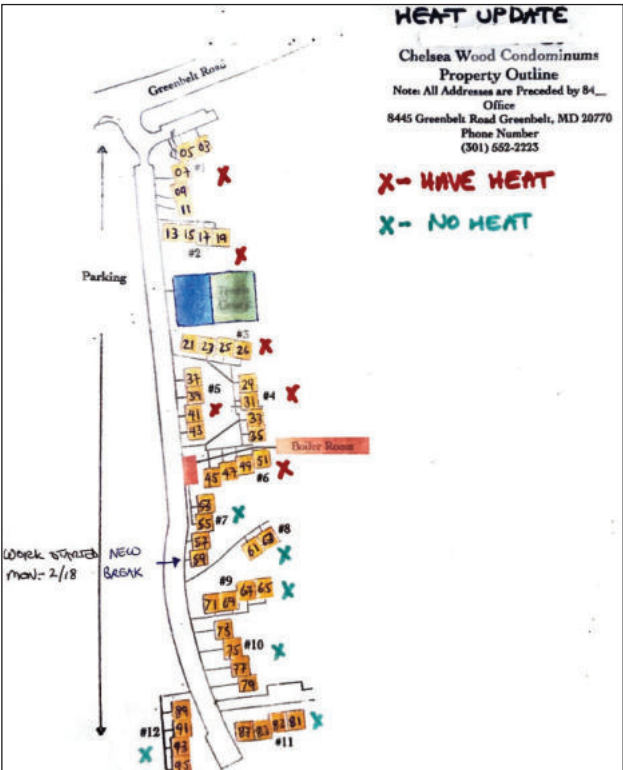 HEAT UPDATE
Chelsea Wood Condominums
Property Outline
Note: All Addresses are Preceded by 84__
Office
8445 Greenbelt Road Greenbelt, MD 20770
Phone Number
(301) 552-2223
X- HAVE HEAT
X- NO HEAT
Greenbelt Road
05 03
07
09
11
X
13 15 17 19
#2
X
Parking
#3
21 23 25 26
X
37
39
41
43
#5
X
29
31
33
35
#4
X
Boiler Room
45 47 49 51
#6
X
53
55
57
59
#7
X
WORK STARTED
MON- 2/18
NEW
BREAK
#8
61 63
X
#9
71 69 67 65
X
73
75
77
79
#10
X
89
91
93
95
#12
X
87 81
#11
X